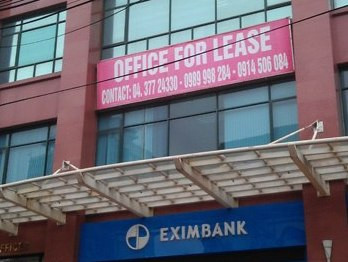 OFFICE FOR LEASE
CONTACT: 04. 377 24330 - 0989 998 284 - 0914 506 084
EXIMBANK